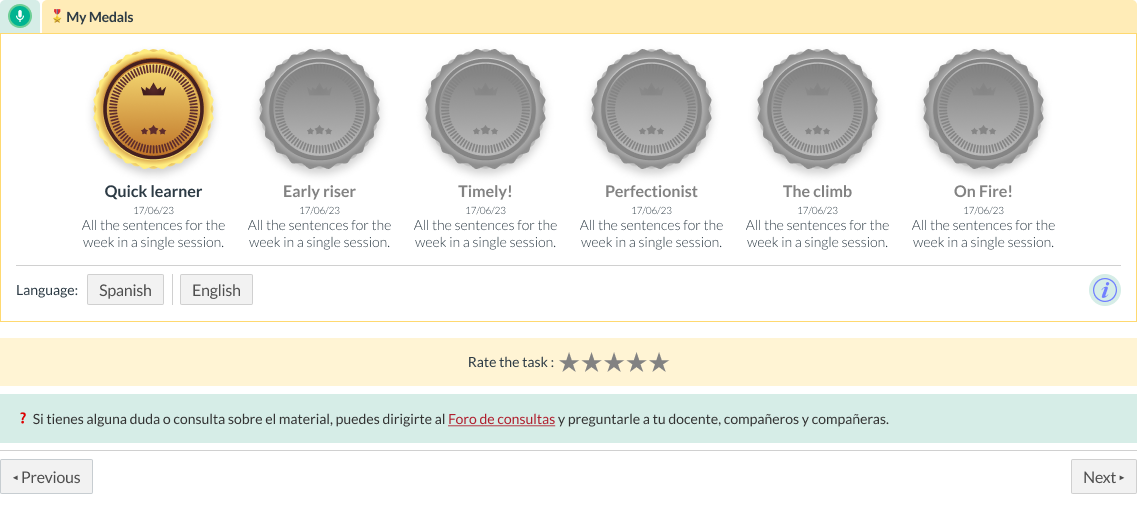 My Medals
Quick learner
17/06/23
All the sentences for the
week in a single session.
Early riser
17/06/23
All the sentences for the
week in a single session.
Timely!
17/06/23
All the sentences for the
week in a single session.
Perfectionist
17/06/23
All the sentences for the
week in a single session.
The climb
17/06/23
All the sentences for the
week in a single session.
On Fire!
17/06/23
All the sentences for the
week in a single session.
Language: Spanish English
i
Rate the task : ★★★★★
? Si tienes alguna duda o consulta sobre el material, puedes dirigirte al Foro de consultas y preguntarle a tu docente, compañeros y compañeras.
◂ Previous
Next ▸